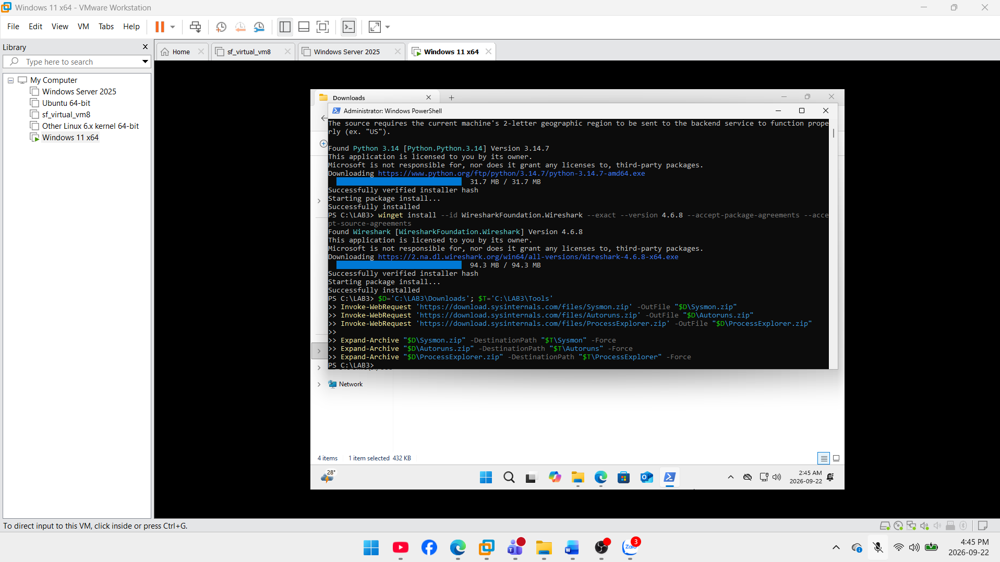 Windows 11 x64 - VMware Workstation
File Edit View VM Tabs Help
Library
Type here to search
My Computer
Windows Server 2025
Ubuntu 64-bit
sf_virtual_vm8
Other Linux 6.x kernel 64-bit
Windows 11 x64
Home
sf_virtual_vm8
Windows Server 2025
Windows 11 x64
Downloads
Administrator: Windows PowerShell
The source requires the current machine's 2-letter geographic region to be sent to the backend service to function prope
rly (ex. "US").
Found Python 3.14 [Python.Python.3.14] Version 3.14.7
This application is licensed to you by its owner.
Microsoft is not responsible for, nor does it grant any licenses to, third-party packages.
Downloading https://www.python.org/ftp/python/3.14.7/python-3.14.7-amd64.exe
31.7 MB / 31.7 MB
Successfully verified installer hash
Starting package install...
Successfully installed
PS C:\LAB3> winget install --id WiresharkFoundation.Wireshark --exact --version 4.6.8 --accept-package-agreements --acce
pt-source-agreements
Found Wireshark [WiresharkFoundation.Wireshark] Version 4.6.8
This application is licensed to you by its owner.
Microsoft is not responsible for, nor does it grant any licenses to, third-party packages.
Downloading https://2.na.dl.wireshark.org/win64/all-versions/Wireshark-4.6.8-x64.exe
94.3 MB / 94.3 MB
Successfully verified installer hash
Starting package install...
Successfully installed
PS C:\LAB3> $D='C:\LAB3\Downloads'; $T='C:\LAB3\Tools'
>> Invoke-WebRequest 'https://download.sysinternals.com/files/Sysmon.zip' -OutFile "$D\Sysmon.zip"
>> Invoke-WebRequest 'https://download.sysinternals.com/files/Autoruns.zip' -OutFile "$D\Autoruns.zip"
>> Invoke-WebRequest 'https://download.sysinternals.com/files/ProcessExplorer.zip' -OutFile "$D\ProcessExplorer.zip"
>>
>> Expand-Archive "$D\Sysmon.zip" -DestinationPath "$T\Sysmon" -Force
>> Expand-Archive "$D\Autoruns.zip" -DestinationPath "$T\Autoruns" -Force
>> Expand-Archive "$D\ProcessExplorer.zip" -DestinationPath "$T\ProcessExplorer" -Force
PS C:\LAB3>
Network
4 items 1 item selected 432 KB
28°
2:45 AM
2026-09-22
To direct input to this VM, click inside or press Ctrl+G.
Zalo
3
4:45 PM
2026-09-22